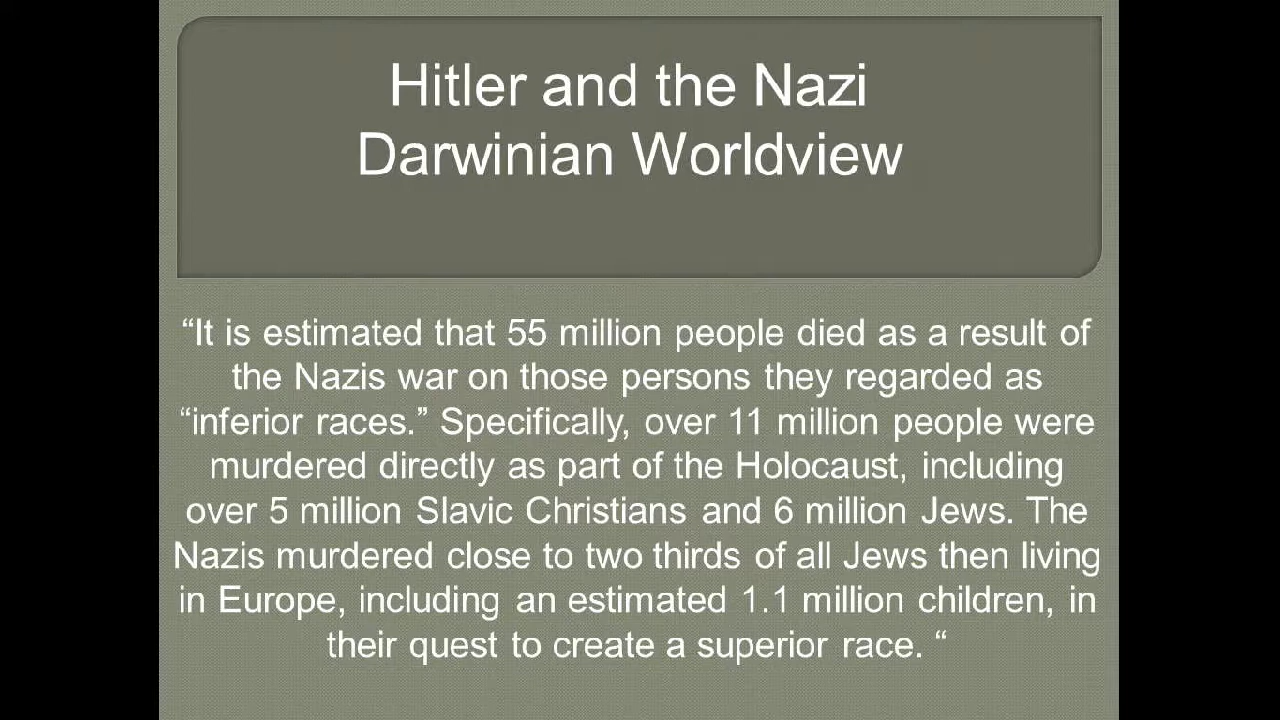 Hitler and the Nazi
Darwinian Worldview
“It is estimated that 55 million people died as a result of
the Nazis war on those persons they regarded as
“inferior races.” Specifically, over 11 million people were
murdered directly as part of the Holocaust, including
over 5 million Slavic Christians and 6 million Jews. The
Nazis murdered close to two thirds of all Jews then living
in Europe, including an estimated 1.1 million children, in
their quest to create a superior race. “